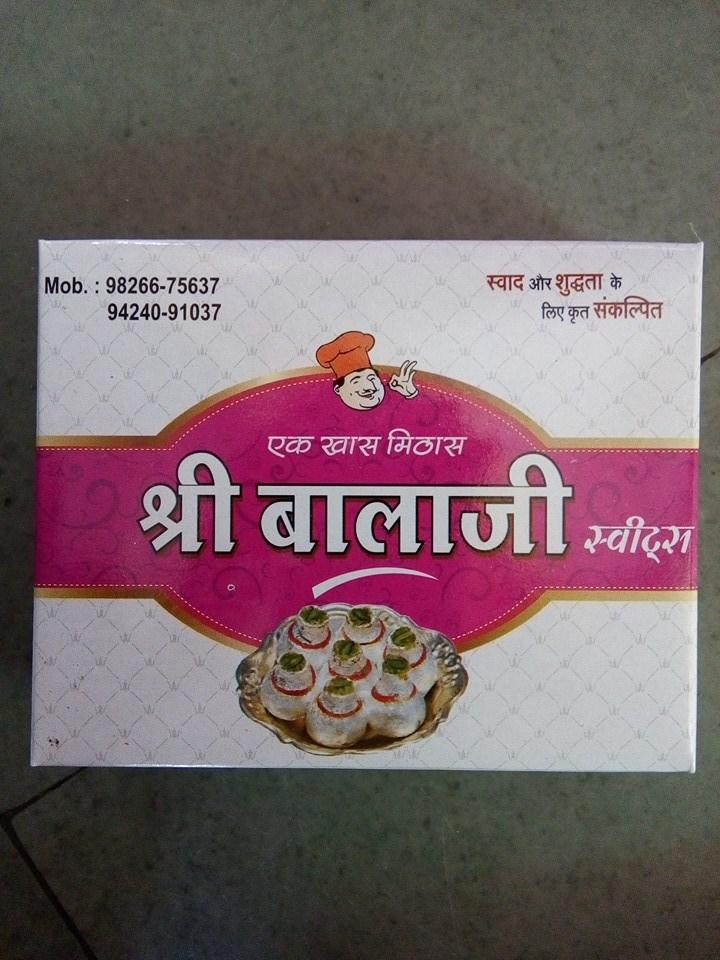 Mob. : 98266-75637
94240-91037
स्वाद और शुद्धता के
लिए कृत संकल्पित
एक खास मिठास
श्री बालाजी स्वीट्स